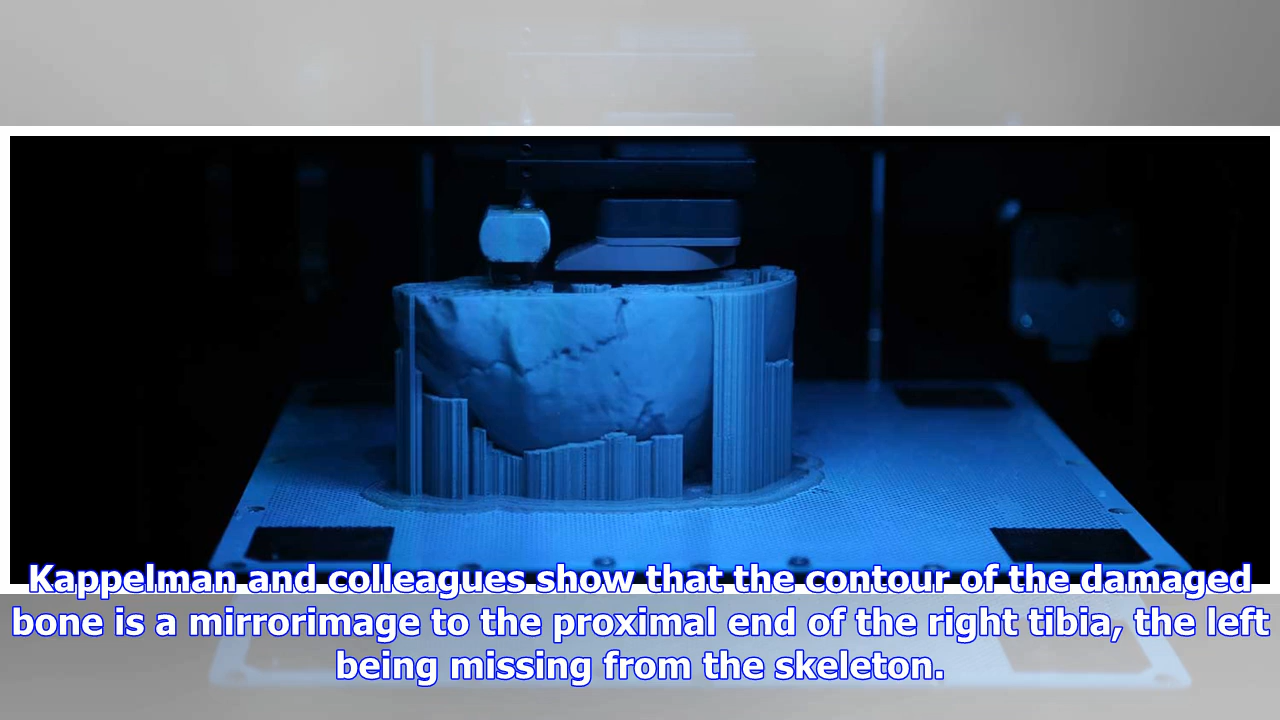 Kappelman and colleagues show that the contour of the damaged
bone is a mirrorimage to the proximal end of the right tibia, the left
being missing from the skeleton.